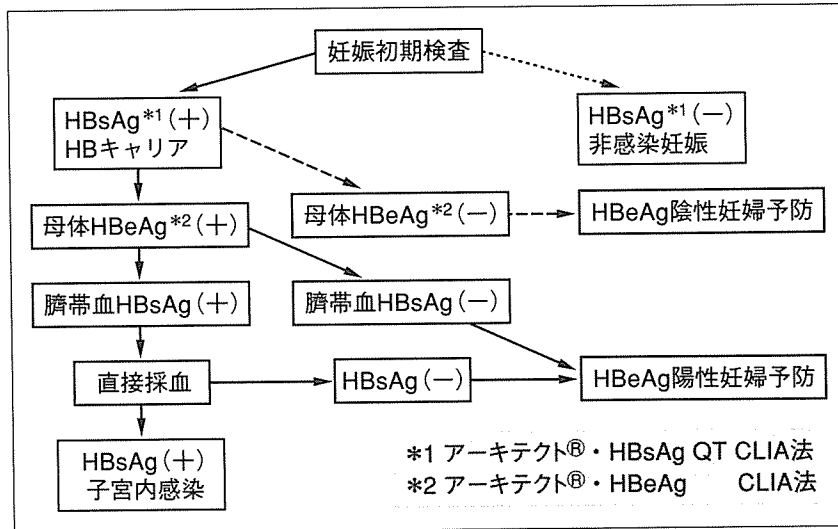 妊娠初期検査
HBsAg*1(＋)
HBキャリア
HBsAg*1(－)
非感染妊娠
母体HBeAg*2(＋)
母体HBeAg*2(－)
HBeAg陰性妊婦予防
臍帯血HBsAg(＋)
臍帯血HBsAg(－)
直接採血
HBsAg(－)
HBeAg陽性妊婦予防
HBsAg(＋)
子宮内感染
*1 アーキテクト®・HBsAg QT CLIA法
*2 アーキテクト®・HBeAg CLIA法